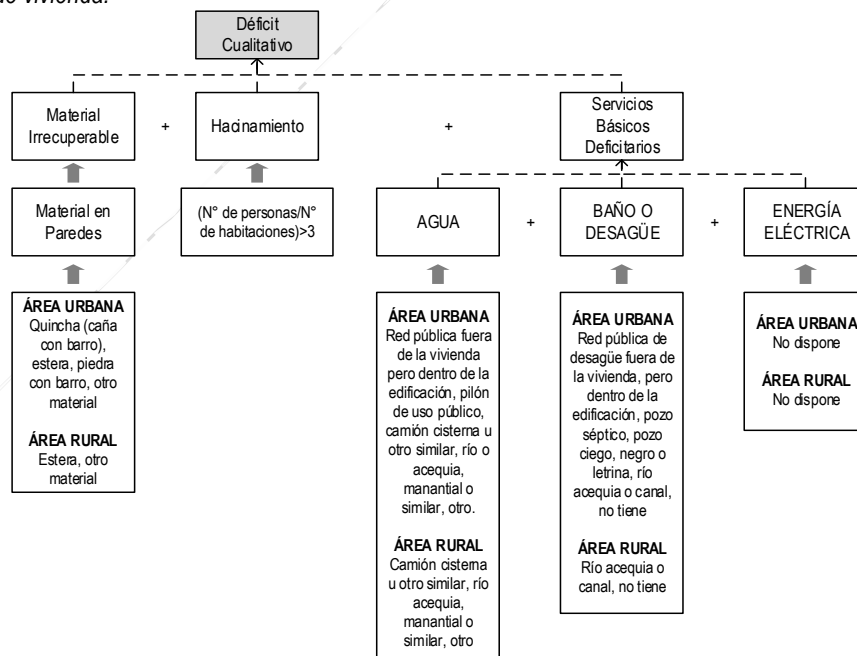 de vivienda.
Déficit
Cualitativo
Material
Irrecuperable
+
Hacinamiento
+
Servicios
Básicos
Deficitarios
Material en
Paredes
(N° de personas/N°
de habitaciones)>3
AGUA
+
BAÑO O
DESAGÜE
+
ENERGÍA
ELÉCTRICA
ÁREA URBANA
Quincha (caña
con barro),
estera, piedra
con barro, otro
material
ÁREA RURAL
Estera, otro
material
ÁREA URBANA
Red pública fuera
de la vivienda
pero dentro de la
edificación, pilón
de uso público,
camión cisterna u
otro similar, río o
acequia,
manantial o
similar, otro.
ÁREA RURAL
Camión cisterna
u otro similar, río
acequia,
manantial o
similar, otro
ÁREA URBANA
Red pública de
desagüe fuera de
la vivienda, pero
dentro de la
edificación, pozo
séptico, pozo
ciego, negro o
letrina, río
acequia o canal,
no tiene
ÁREA RURAL
Río acequia o
canal, no tiene
ÁREA URBANA
No dispone
ÁREA RURAL
No dispone